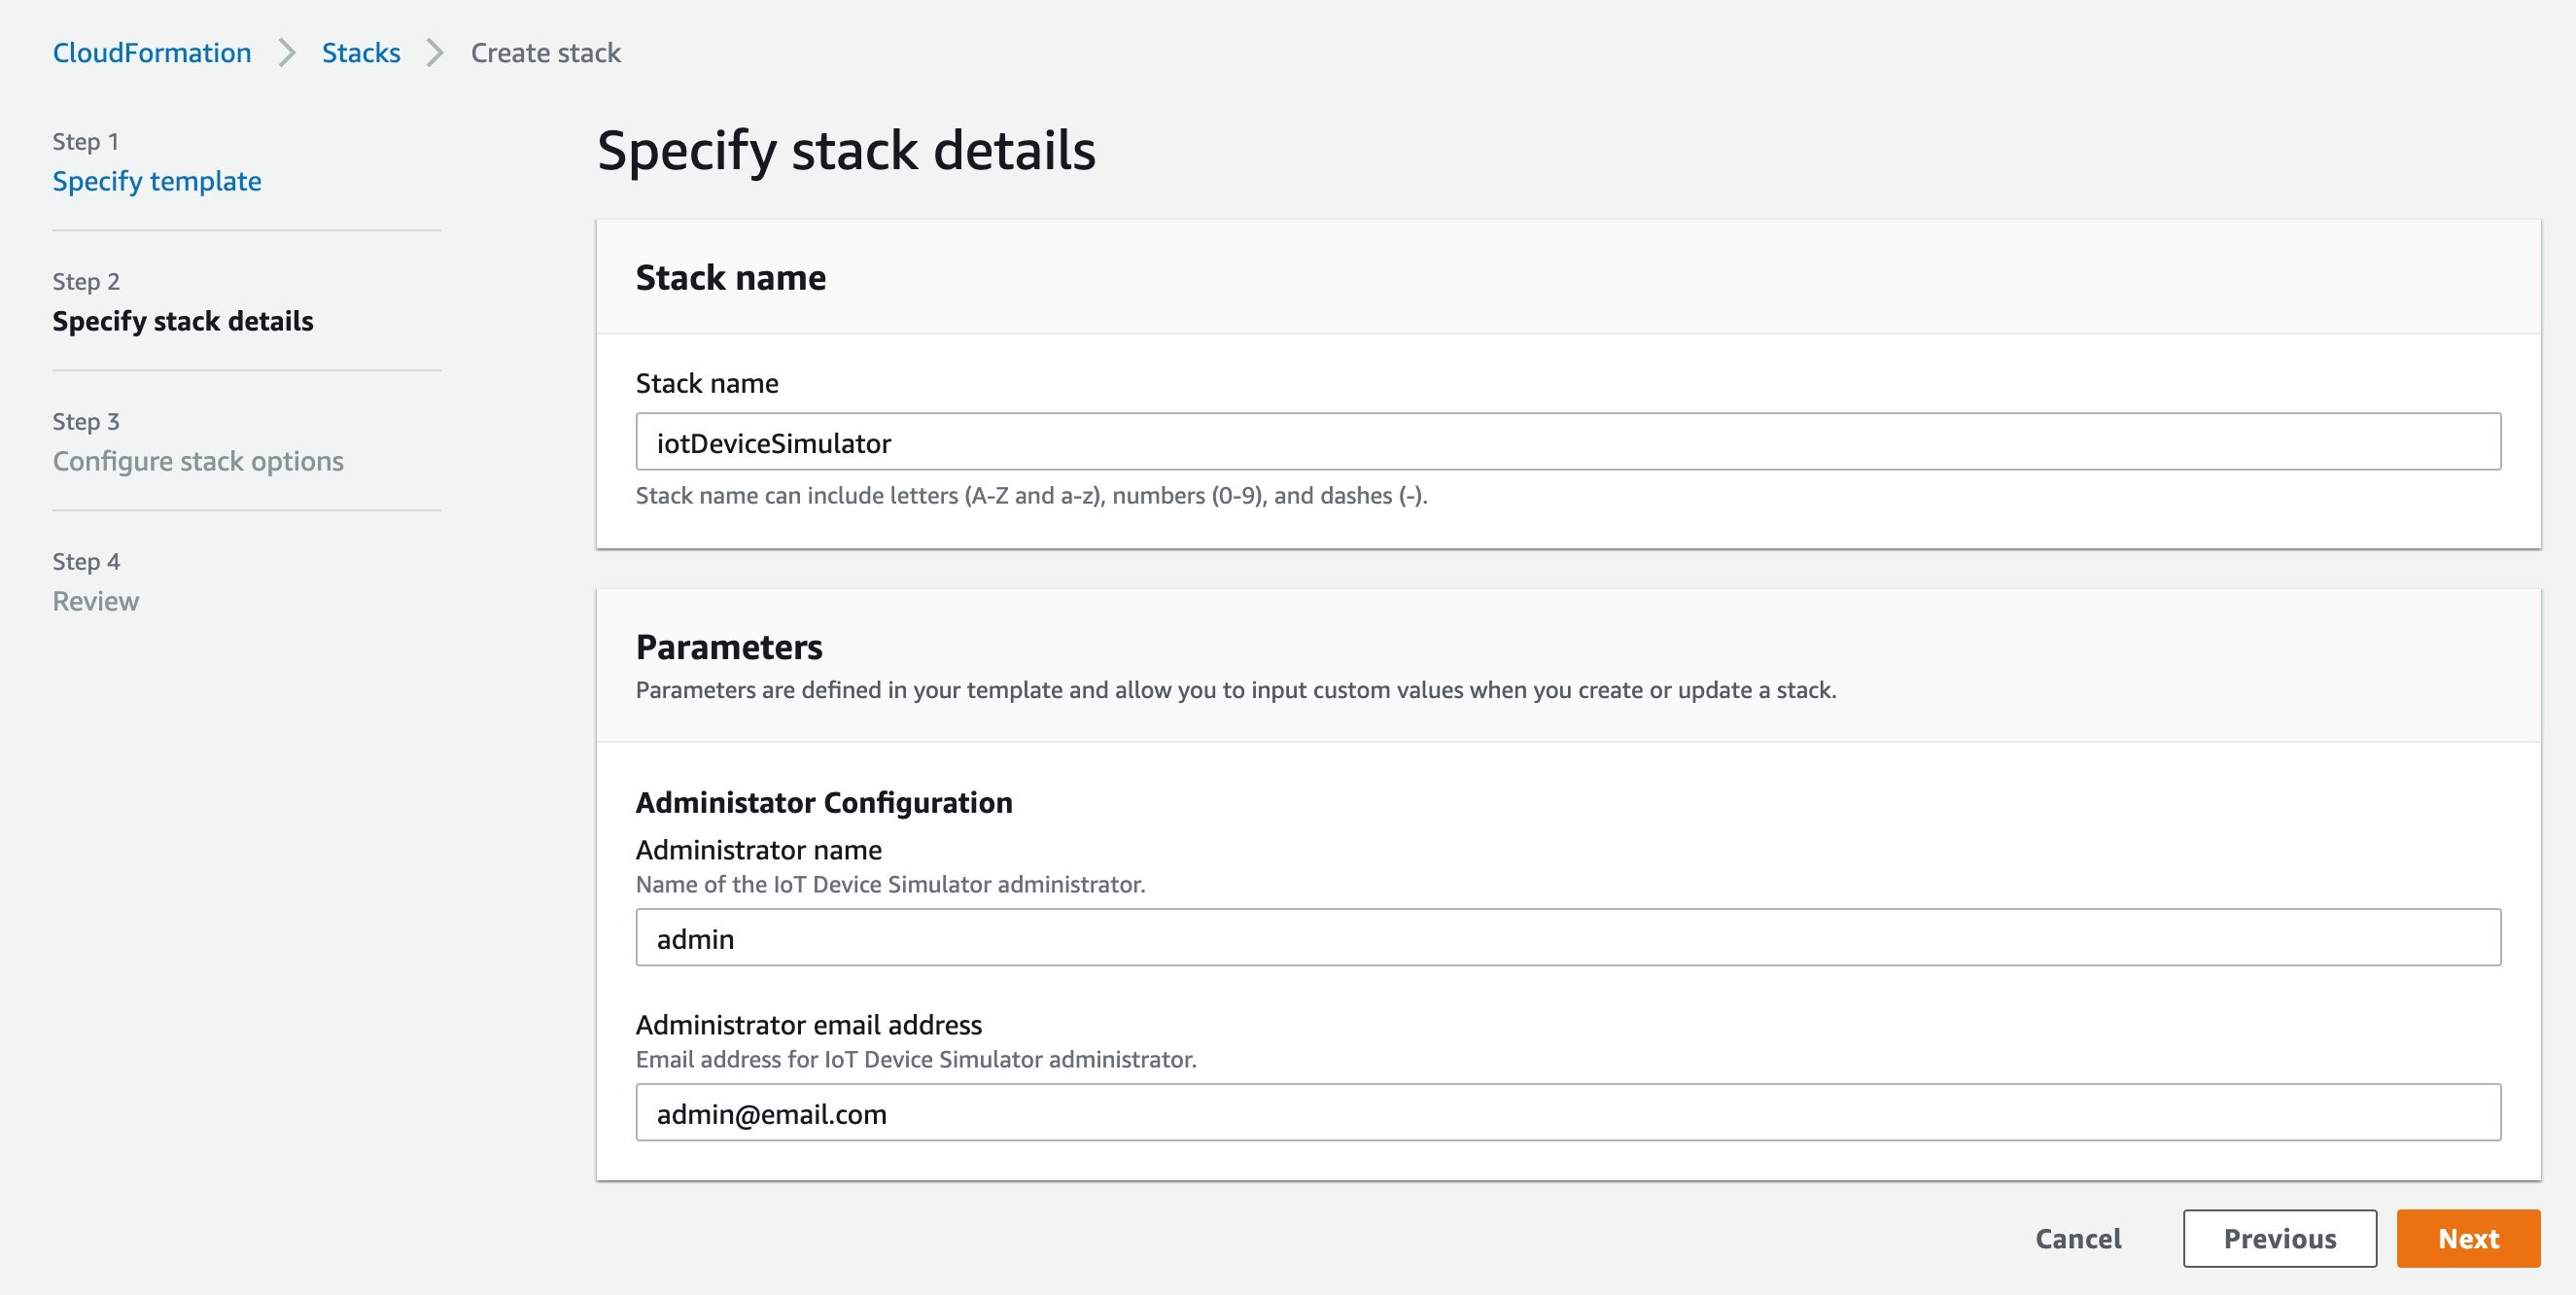 CloudFormation > Stacks > Create stack
Step 1
Specify template
Step 2
Specify stack details
Step 3
Configure stack options
Step 4
Review
Specify stack details
Stack name
Stack name
iotDeviceSimulator
Stack name can include letters (A-Z and a-z), numbers (0-9), and dashes (-).
Parameters
Parameters are defined in your template and allow you to input custom values when you create or update a stack.
Administator Configuration
Administrator name
Name of the IoT Device Simulator administrator.
admin
Administrator email address
Email address for IoT Device Simulator administrator.
admin@email.com
Cancel Previous Next